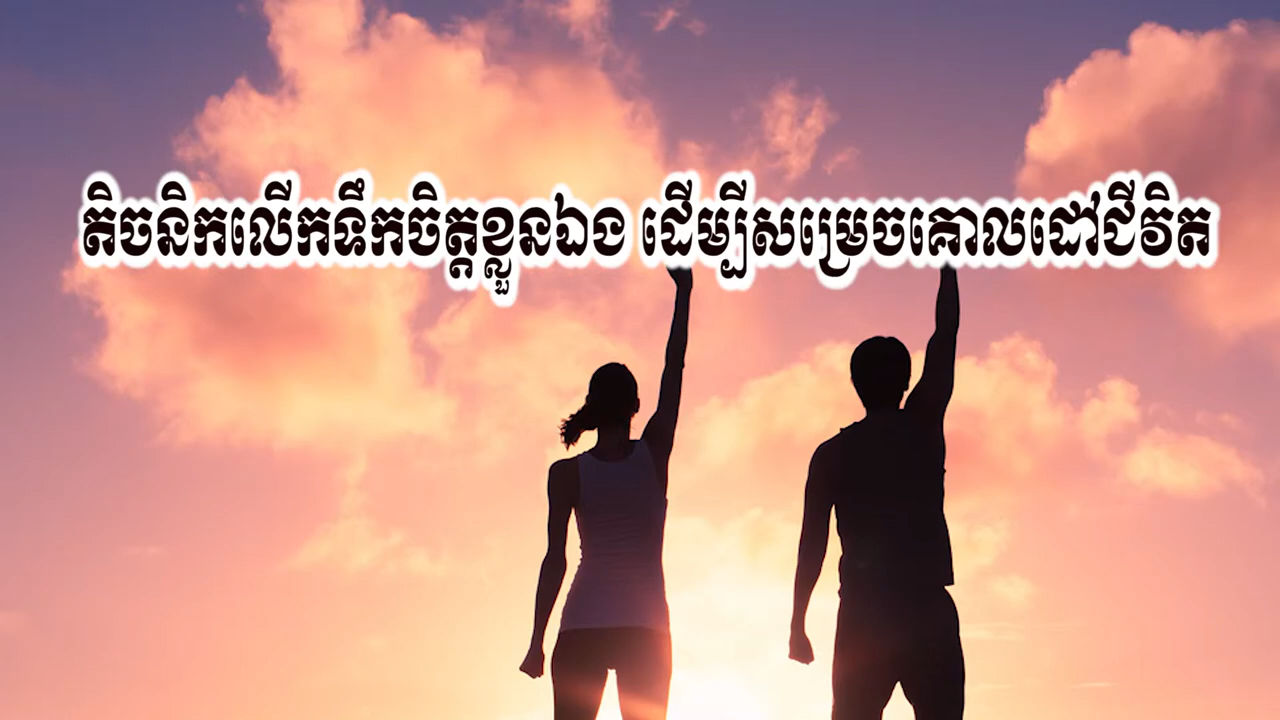 តិចនិកលើកទឹកចិត្តខ្លួនឯង ដើម្បីសម្រេចគោលដៅជីវិត